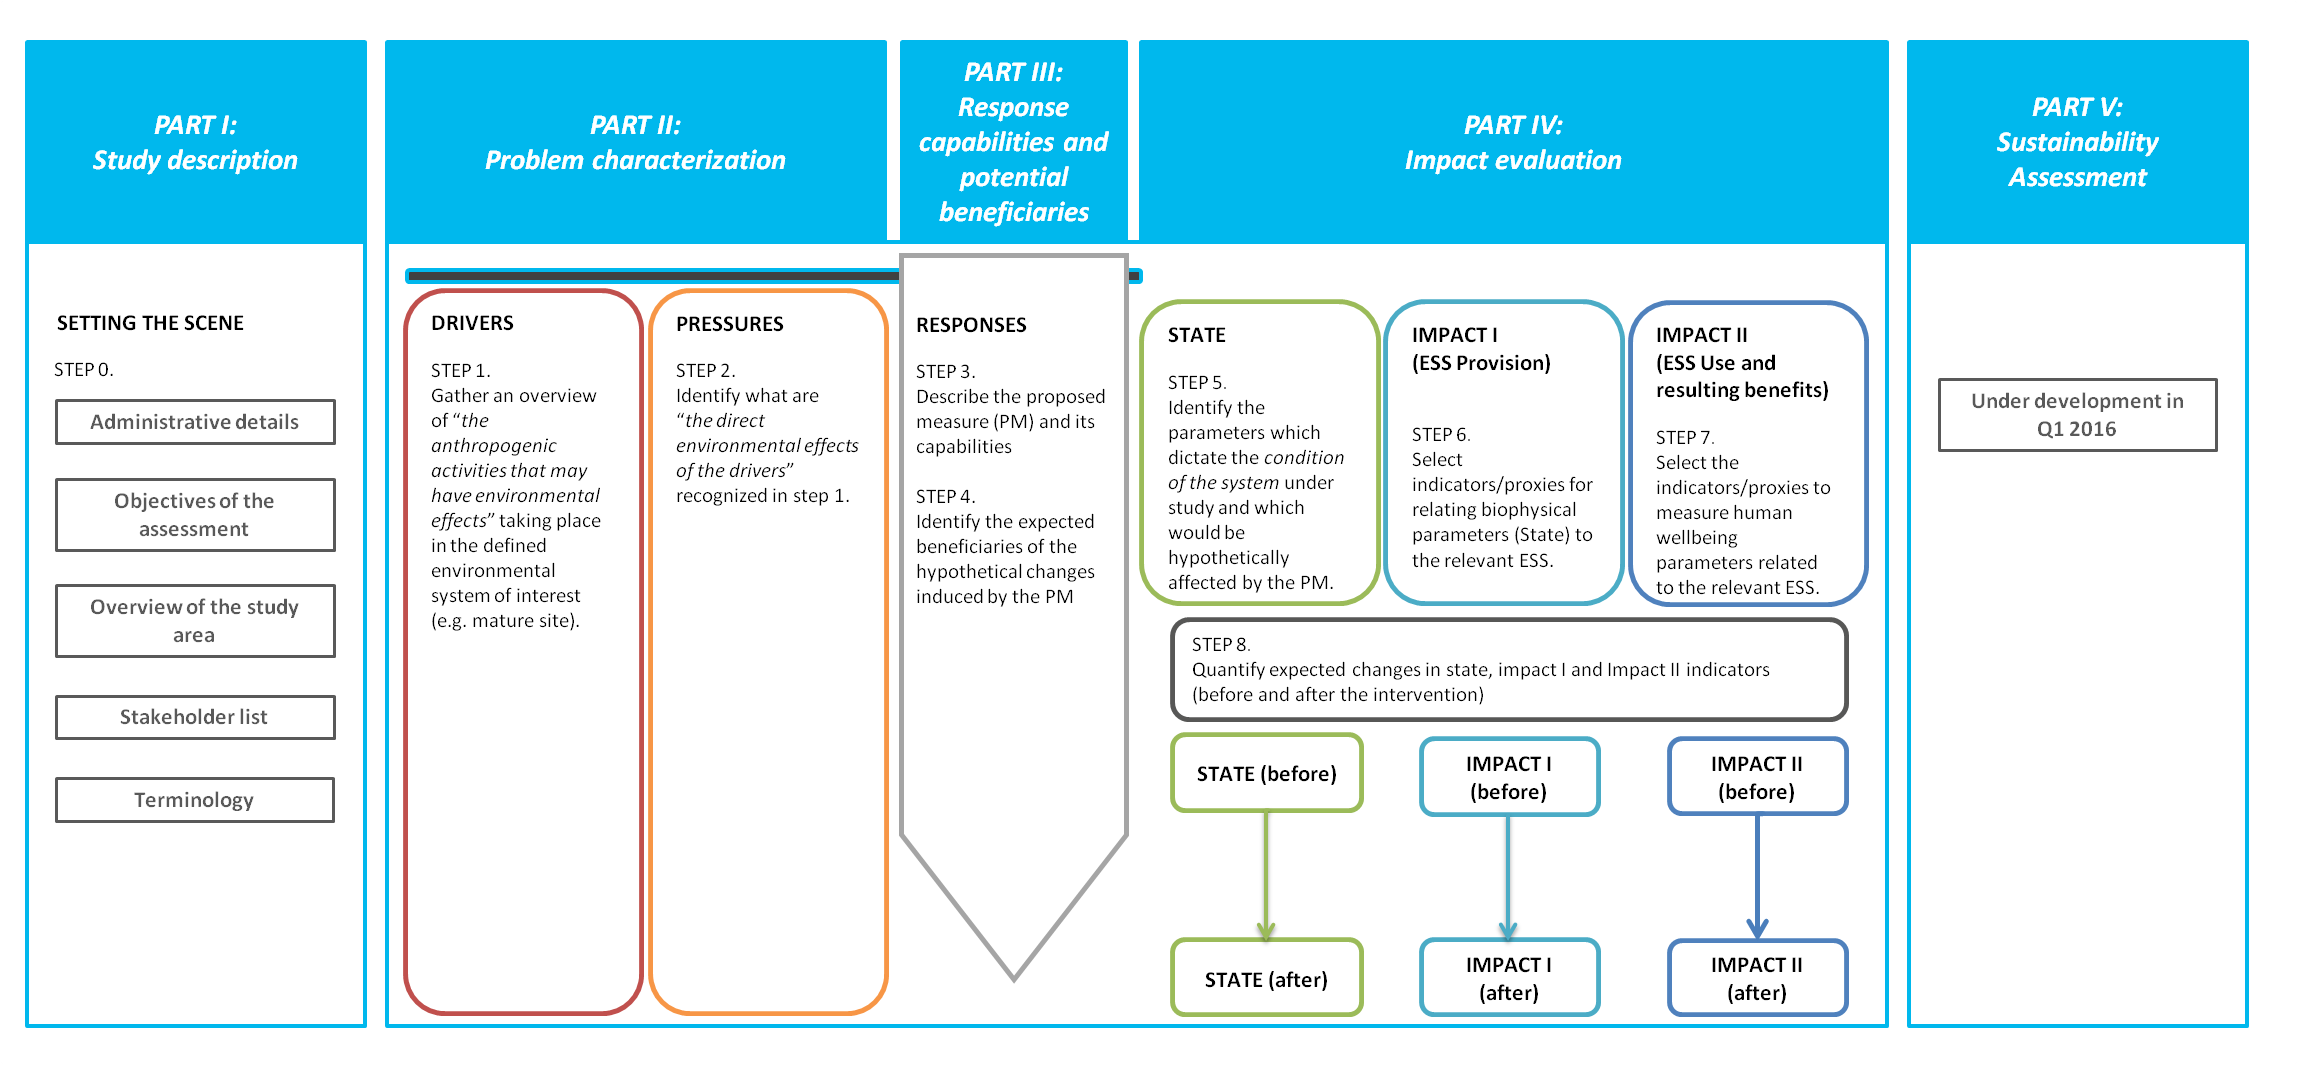 PART I:
Study description
PART II:
Problem characterization
PART III:
Response
capabilities and
potential
beneficiaries
PART IV:
Impact evaluation
PART V:
Sustainability
Assessment
SETTING THE SCENE
STEP 0.
Administrative details
Objectives of the
assessment
Overview of the study
area
Stakeholder list
Terminology
DRIVERS
STEP 1.
Gather an overview
of “the
anthropogenic
activities that may
have environmental
effects” taking place
in the defined
environmental
system of interest
(e.g. mature site).
PRESSURES
STEP 2.
Identify what are
“the direct
environmental effects
of the drivers”
recognized in step 1.
RESPONSES
STEP 3.
Describe the proposed
measure (PM) and its
capabilities
STEP 4.
Identify the expected
beneficiaries of the
hypothetical changes
induced by the PM
STATE
STEP 5.
Identify the
parameters which
dictate the condition
of the system under
study and which
would be
hypothetically
affected by the PM.
IMPACT I
(ESS Provision)
STEP 6.
Select
indicators/proxies for
relating biophysical
parameters (State) to
the relevant ESS.
IMPACT II
(ESS Use and
resulting benefits)
STEP 7.
Select the
indicators/proxies to
measure human
wellbeing
parameters related
to the relevant ESS.
STEP 8.
Quantify expected changes in state, impact I and Impact II indicators
(before and after the intervention)
STATE (before)
IMPACT I
(before)
IMPACT II
(before)
STATE (after)
IMPACT I
(after)
IMPACT II
(after)
Under development in
Q1 2016